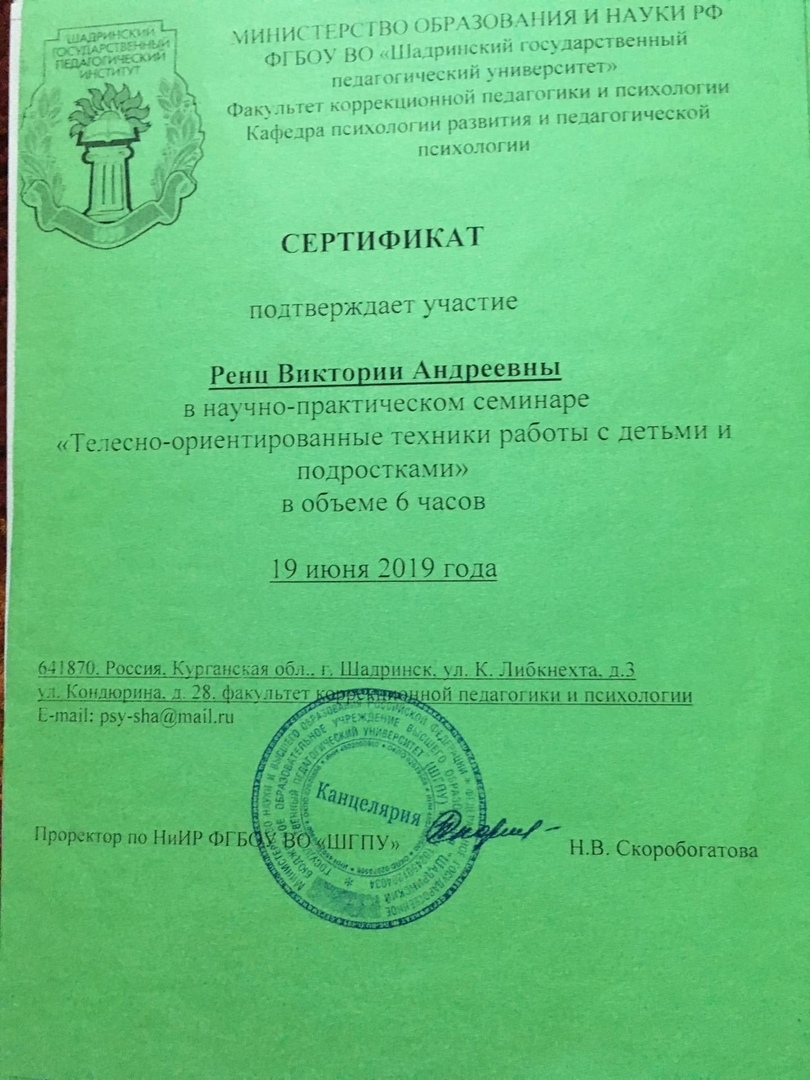 ШАДРИНСКИЙ
ГОСУДАРСТВЕННЫЙ
ПЕДАГОГИЧЕСКИЙ
ИНСТИТУТ
МИНИСТЕРСТВО ОБРАЗОВАНИЯ И НАУКИ РФ
ФГБОУ ВО «Шадринский государственный
педагогический университет»
Факультет коррекционной педагогики и психологии
Кафедра психологии развития и педагогической
психологии
СЕРТИФИКАТ
подтверждает участие
Ренц Виктории Андреевны
в научно-практическом семинаре
«Телесно-ориентированные техники работы с детьми и
подростками»
в объеме 6 часов
19 июня 2019 года
641870, Россия, Курганская обл., г. Шадринск, ул. К. Либкнехта, д.3
ул. Кондюрина, д. 28, факультет коррекционной педагогики и психологии
E-mail: psy-sha@mail.ru
Канцелярия
Проректор по НиИР ФГБОУ ВО «ШГПУ»
Н.В. Скоробогатова